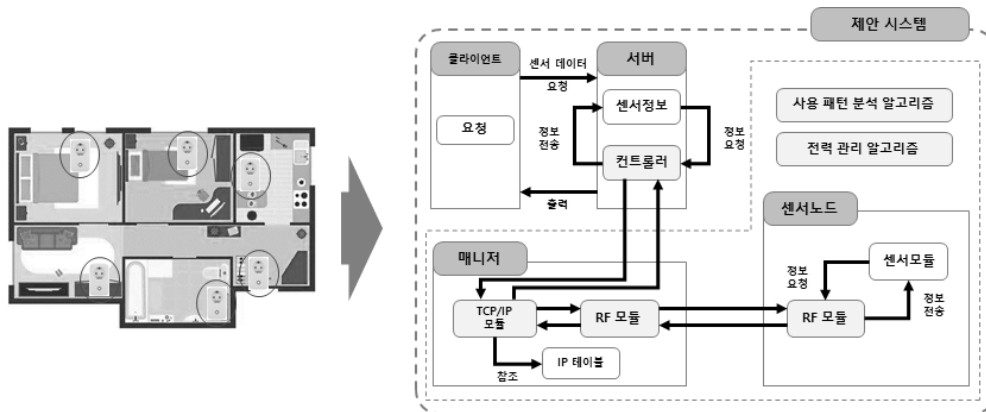 제안 시스템
클라이언트
센서 데이터
요청
서버
요청
센서정보
정보
전송
정보
요청
컨트롤러
출력
사용 패턴 분석 알고리즘
전력 관리 알고리즘
센서노드
매니저
센서모듈
정보
요청
정보
전송
TCP/IP
모듈
RF 모듈
RF 모듈
IP 테이블
참조